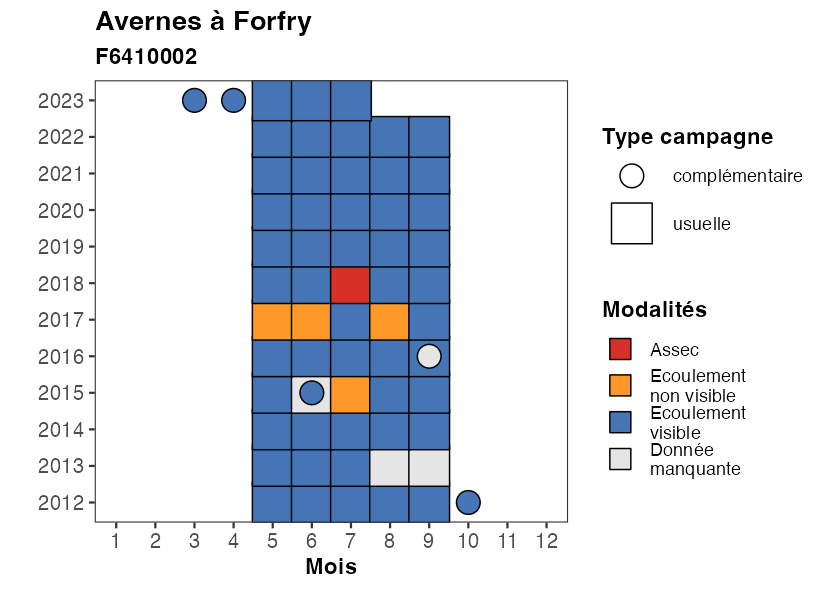 Avernes à Forfry
F6410002
2023
2022
2021
2020
2019
2018
2017
2016
2015
2014
2013
2012
1 2 3 4 5 6 7 8 9 10 11 12
Mois
Type campagne
complémentaire
usuelle
Modalités
Assec
Ecoulement
non visible
Ecoulement
visible
Donnée
manquante